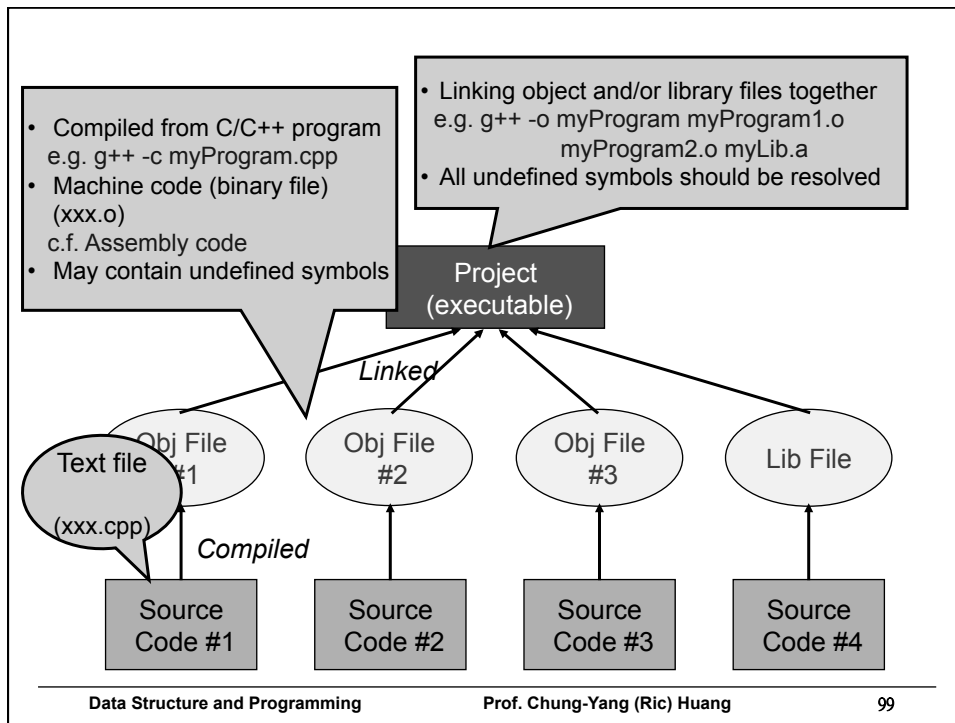 • Compiled from C/C++ program
e.g. g++ -c myProgram.cpp
• Machine code (binary file)
(xxx.o)
c.f. Assembly code
• May contain undefined symbols
• Linking object and/or library files together
e.g. g++ -o myProgram myProgram1.o
myProgram2.o myLib.a
• All undefined symbols should be resolved
Project
(executable)
Linked
Obj File
#1
Obj File
#2
Obj File
#3
Lib File
Text file
(xxx.cpp)
Compiled
Source
Code #1
Source
Code #2
Source
Code #3
Source
Code #4
Data Structure and Programming
Prof. Chung-Yang (Ric) Huang
99